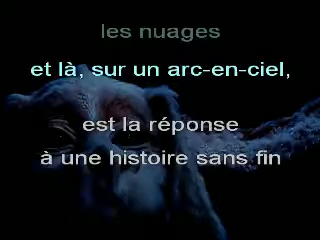 les nuages
et là, sur un arc-en-ciel,
est la réponse
à une histoire sans fin